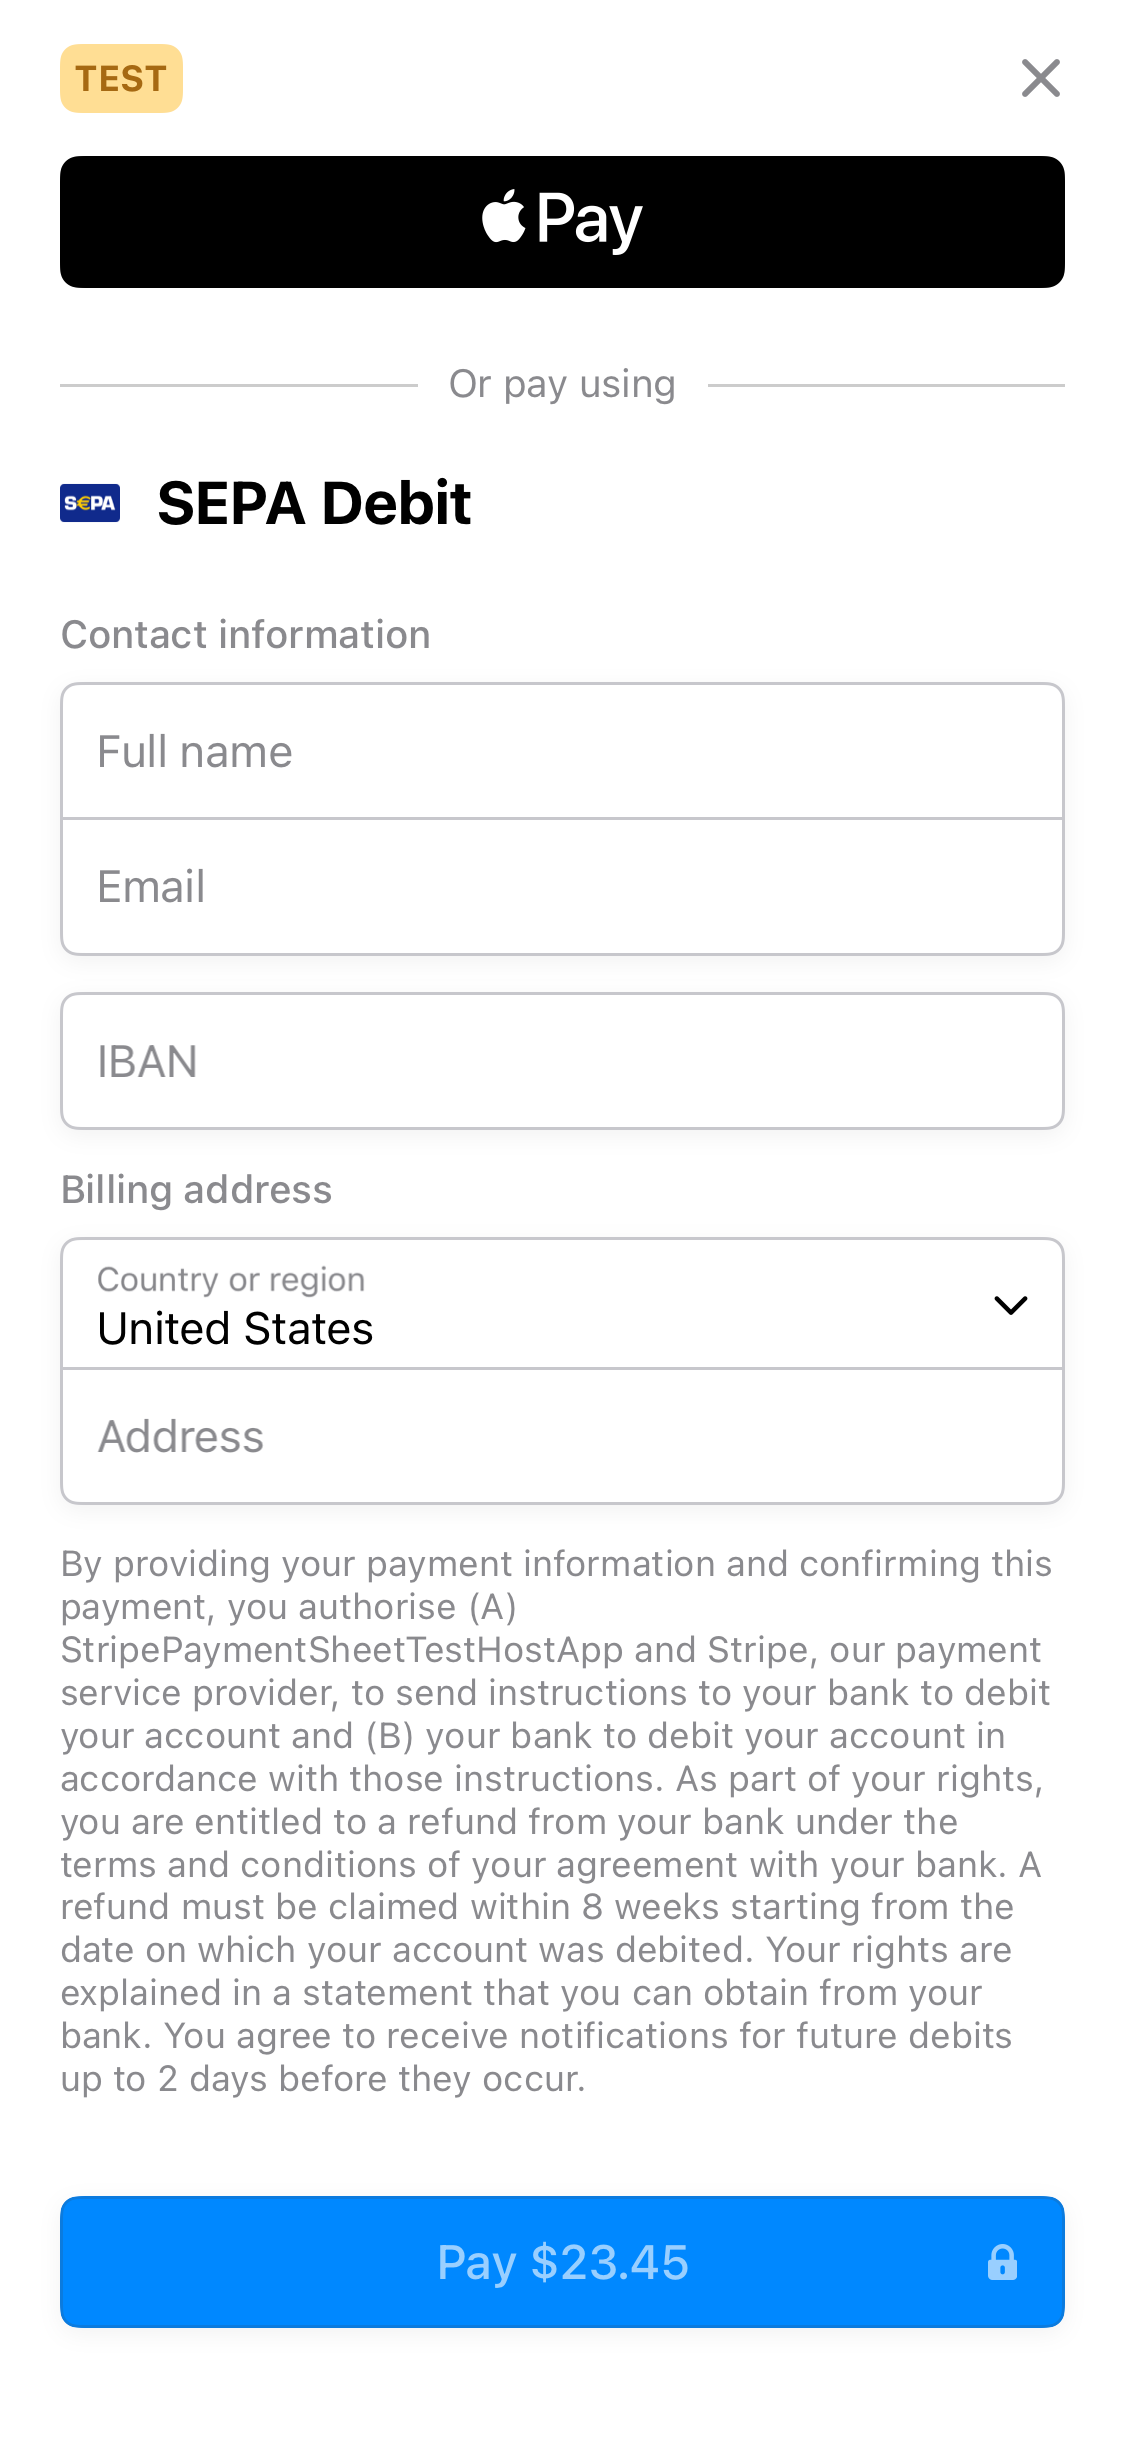 TEST
Pay
Or pay using
S€PA SEPA Debit
Contact information
Full name
Email
IBAN
Billing address
Country or region
United States
Address
By providing your payment information and confirming this
payment, you authorise (A)
StripePaymentSheetTestHostApp and Stripe, our payment
service provider, to send instructions to your bank to debit
your account and (B) your bank to debit your account in
accordance with those instructions. As part of your rights,
you are entitled to a refund from your bank under the
terms and conditions of your agreement with your bank. A
refund must be claimed within 8 weeks starting from the
date on which your account was debited. Your rights are
explained in a statement that you can obtain from your
bank. You agree to receive notifications for future debits
up to 2 days before they occur.
Pay $23.45